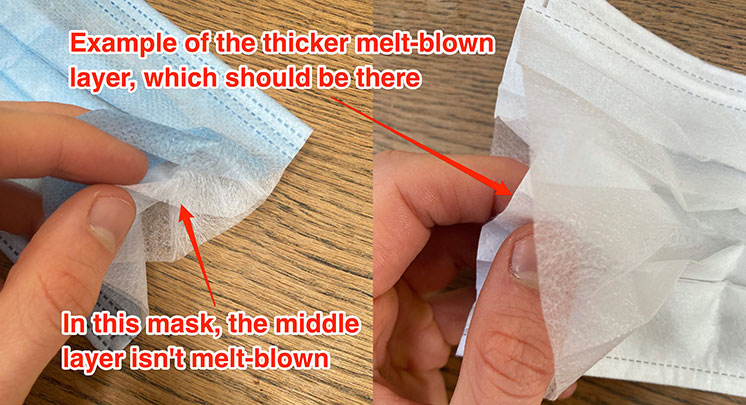 Example of the thicker melt-blown
layer, which should be there
In this mask, the middle
layer isn't melt-blown